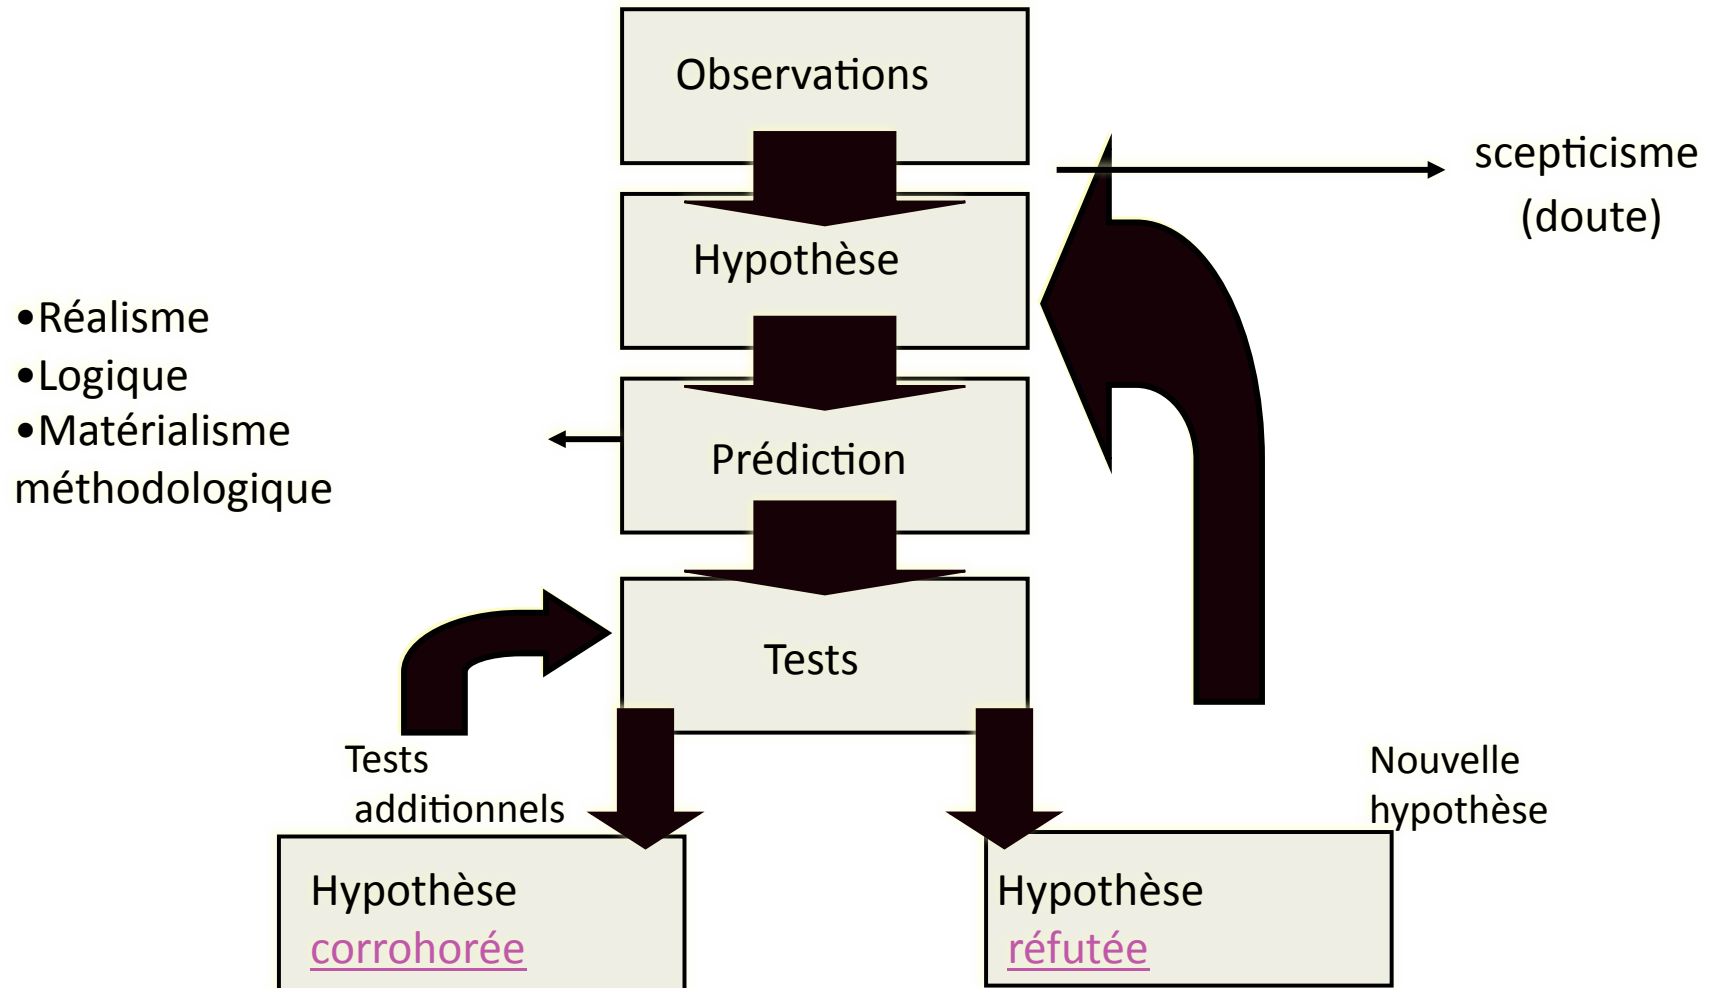 Observations
scepticisme
(doute)
Hypothèse
•Réalisme
•Logique
•Matérialisme
méthodologique
Prédiction
Tests
Tests
additionnels
Nouvelle
hypothèse
Hypothèse
corrohorée
Hypothèse
réfutée